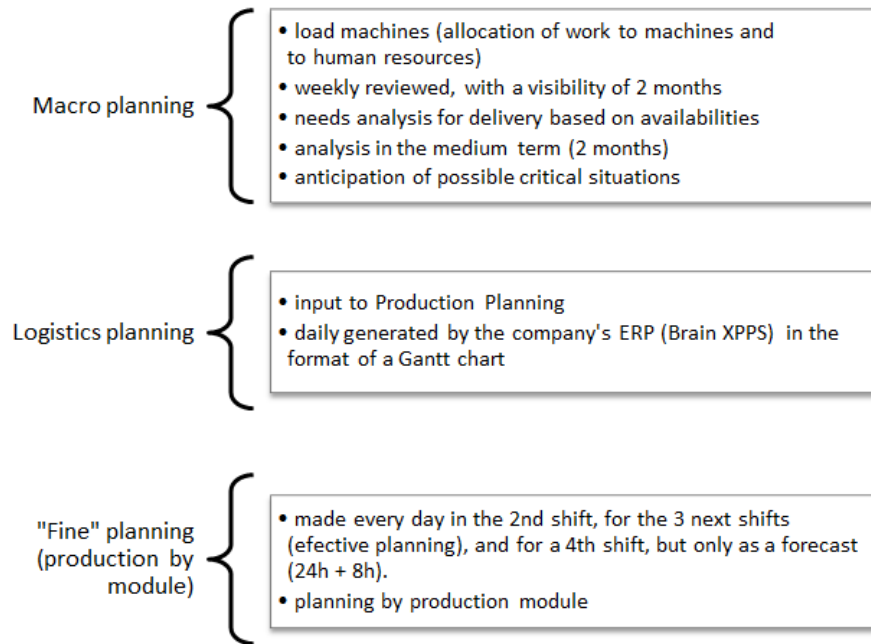 Macro planning
• load machines (allocation of work to machines and
to human resources)
• weekly reviewed, with a visibility of 2 months
• needs analysis for delivery based on availabilities
• analysis in the medium term (2 months)
• anticipation of possible critical situations
Logistics planning
• input to Production Planning
• daily generated by the company's ERP (Brain XPPS) in the
format of a Gantt chart
"Fine" planning
(production by
module)
• made every day in the 2nd shift, for the 3 next shifts
(efective planning), and for a 4th shift, but only as a forecast
(24h + 8h).
• planning by production module